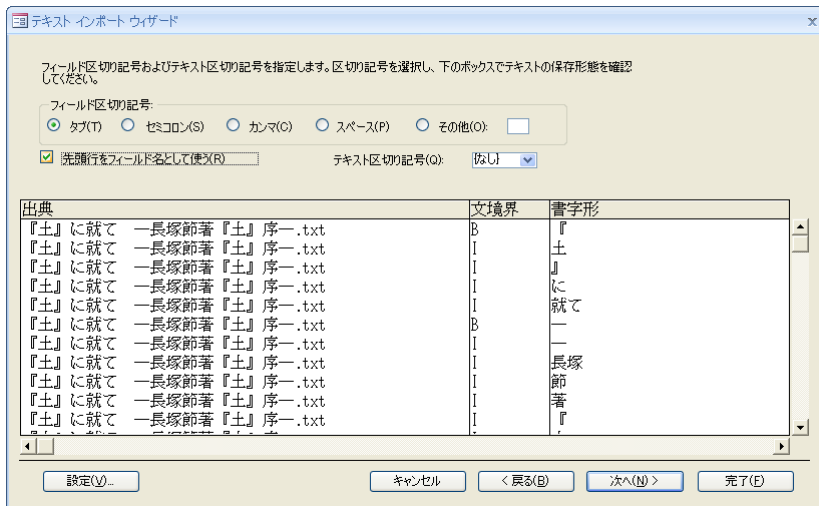 テキスト インポート ウィザード
フィールド区切り記号およびテキスト区切り記号を指定します。区切り記号を選択し、下のボックスでテキストの保存形態を確認
してください。
フィールド区切り記号:
タブ(T) セミコロン(S) カンマ(C) スペース(P) その他(O):
先頭行をフィールド名として使う(R) テキスト区切り記号(Q): {なし}
出典 文境界 書字形
『土』に就て 一長塚節著『土』序一.txt B 『
『土』に就て 一長塚節著『土』序一.txt I 土
『土』に就て 一長塚節著『土』序一.txt I 』
『土』に就て 一長塚節著『土』序一.txt I に
『土』に就て 一長塚節著『土』序一.txt I 就て
『土』に就て 一長塚節著『土』序一.txt B 一
『土』に就て 一長塚節著『土』序一.txt I 一
『土』に就て 一長塚節著『土』序一.txt I 長塚
『土』に就て 一長塚節著『土』序一.txt I 節
『土』に就て 一長塚節著『土』序一.txt I 著
『土』に就て 一長塚節著『土』序一.txt I 『
設定(V)... キャンセル < 戻る(B) 次へ(N) > 完了(F)